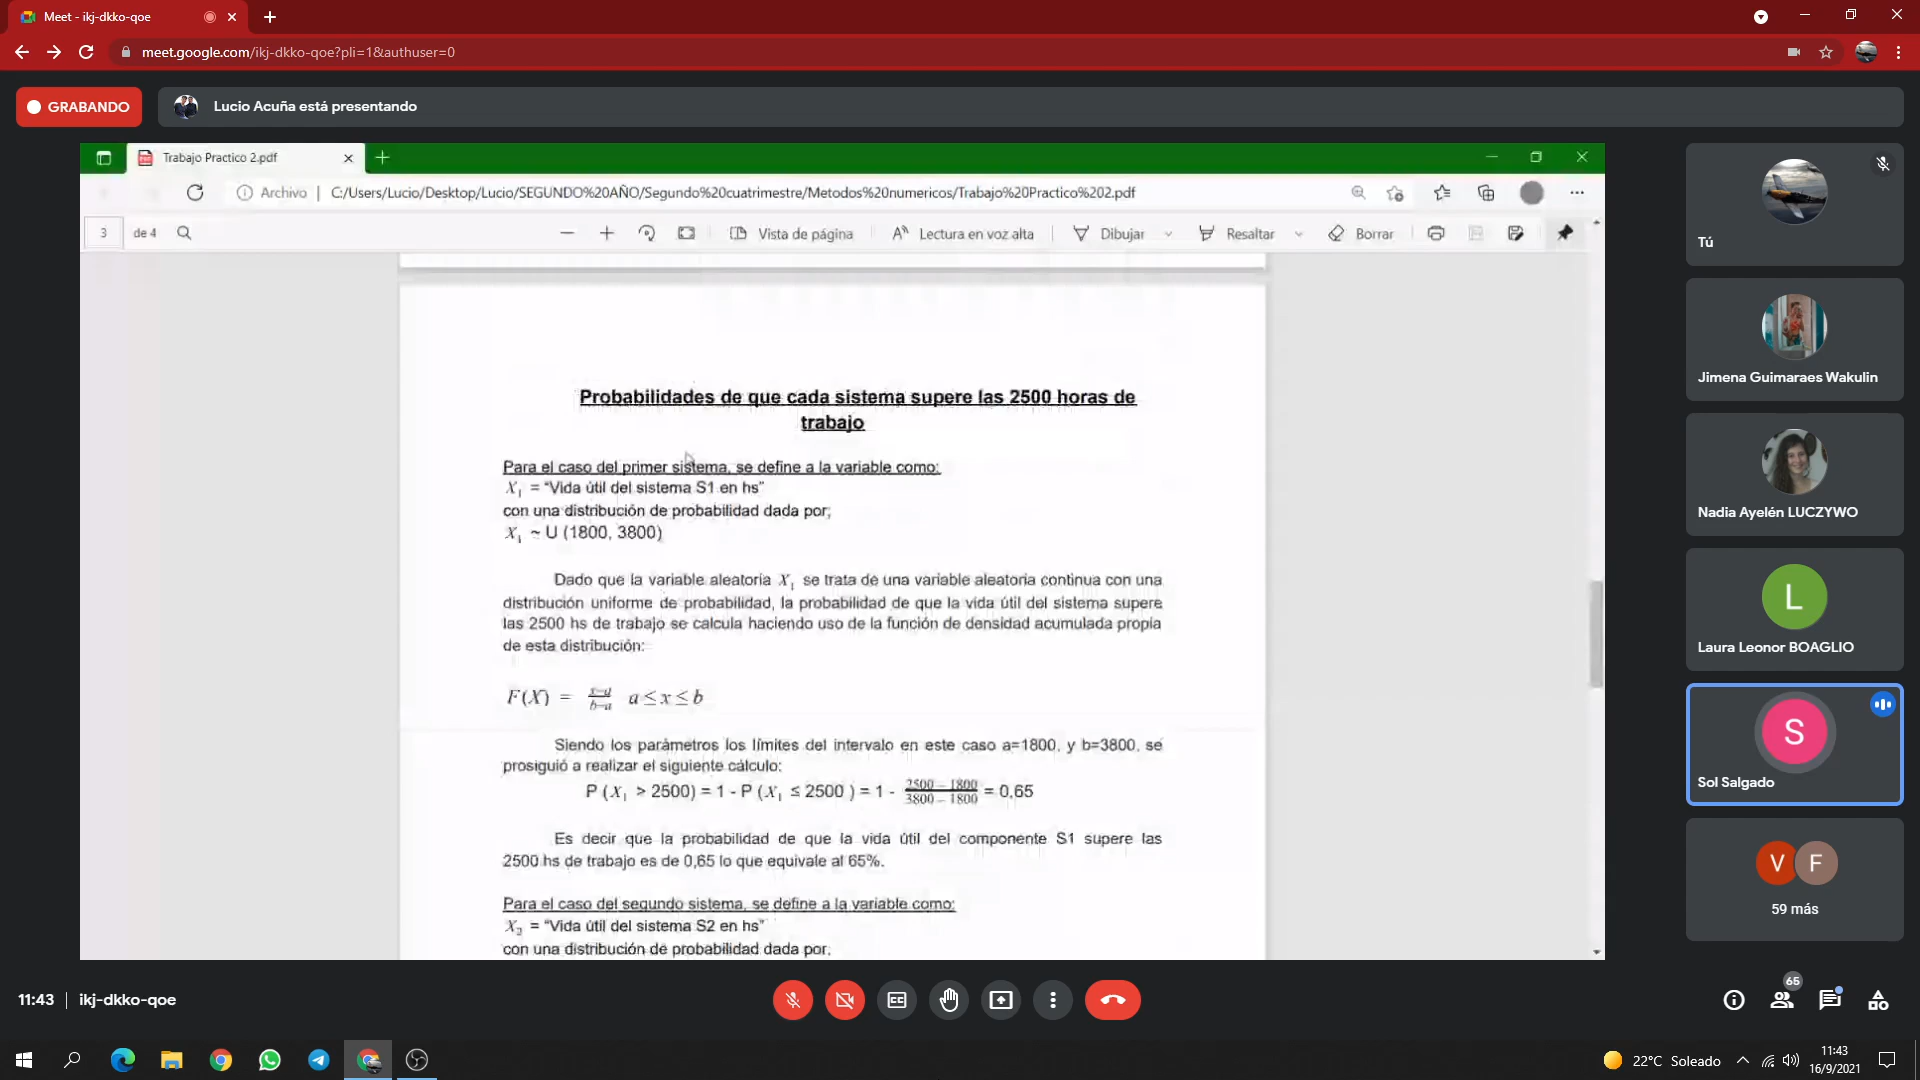 Meet - ikj-dkko-qoe
meet.google.com/ikj-dkko-qoe?pli=1&authuser=0
GRABANDO
Lucio Acuña está presentando
Trabajo Practico 2.pdf
Archivo | C:/Users/Lucio/Desktop/Lucio/SEGUNDO%20AÑO/Segundo%20cuatrimestre/Metodos%20numericos/Trabajo%20Practico%202.pdf
3 de 4
Vista de página
Lectura en voz alta
Dibujar
Resaltar
Borrar
Probabilidades de que cada sistema supere las 2500 horas de
trabajo
Para el caso del primer sistema, se define a la variable como:
X₁ = “Vida útil del sistema S1 en hs”
con una distribución de probabilidad dada por;
X₁ ~ U (1800, 3800)
Dado que la variable aleatoria X₁ se trata de una variable aleatoria continua con una
distribución uniforme de probabilidad, la probabilidad de que la vida útil del sistema supere
las 2500 hs de trabajo se calcula haciendo uso de la función de densidad acumulada propia
de esta distribución:
F(X) = x−a/b−a a ≤ x ≤ b
Siendo los parámetros los límites del intervalo en este caso a=1800, y b=3800, se
prosiguió a realizar el siguiente cálculo:
P (X₁ > 2500) = 1 - P (X₁ ≤ 2500 ) = 1 - 2500 − 1800/3800 − 1800 = 0,65
Es decir que la probabilidad de que la vida útil del componente S1 supere las
2500 hs de trabajo es de 0,65 lo que equivale al 65%.
Para el caso del segundo sistema, se define a la variable como:
X₂ = “Vida útil del sistema S2 en hs”
con una distribución de probabilidad dada por,
Tú
Jimena Guimaraes Wakulin
Nadia Ayelén LUCZYWO
L
Laura Leonor BOAGLIO
S
Sol Salgado
V F
59 más
11:43 | ikj-dkko-qoe
65
22°C Soleado
11:43
16/9/2021